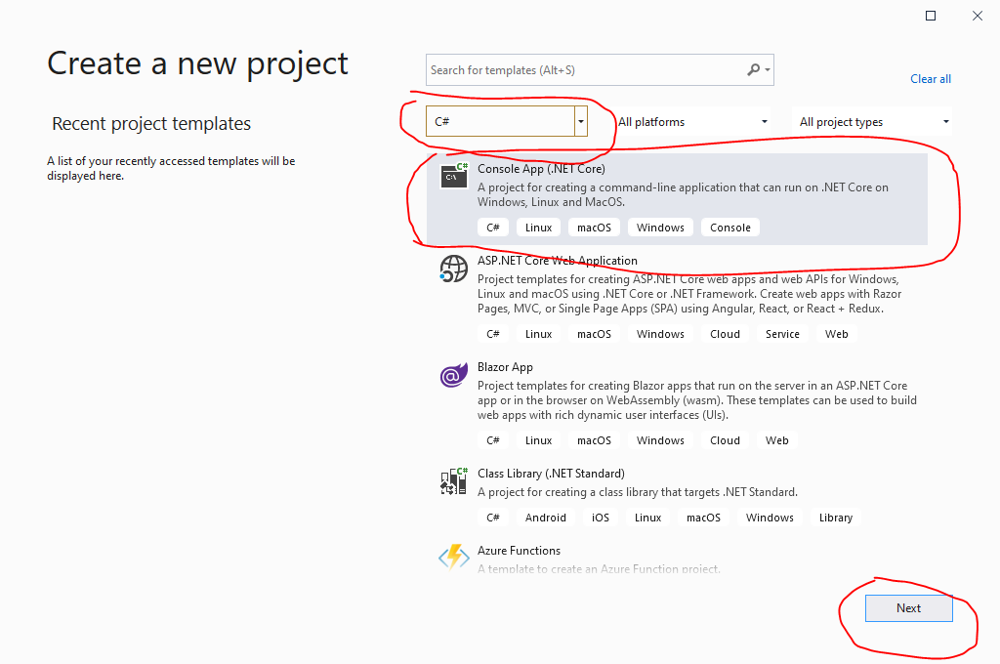 Create a new project
Search for templates (Alt+S)
Clear all
Recent project templates
C#
All platforms
All project types
A list of your recently accessed templates will be
displayed here.
C#
C:\
Console App (.NET Core)
A project for creating a command-line application that can run on .NET Core on
Windows, Linux and MacOS.
C# Linux macOS Windows Console
ASP.NET Core Web Application
Project templates for creating ASP.NET Core web apps and web APIs for Windows,
Linux and macOS using .NET Core or .NET Framework. Create web apps with Razor
Pages, MVC, or Single Page Apps (SPA) using Angular, React, or React + Redux.
C# Linux macOS Windows Cloud Service Web
@
Blazor App
Project templates for creating Blazor apps that run on the server in an ASP.NET Core
app or in the browser on WebAssembly (wasm). These templates can be used to build
web apps with rich dynamic user interfaces (UIs).
C# Linux macOS Windows Cloud Web
C#
Class Library (.NET Standard)
A project for creating a class library that targets .NET Standard.
C# Android iOS Linux macOS Windows Library
Azure Functions
A template to create an Azure Function project.
Next